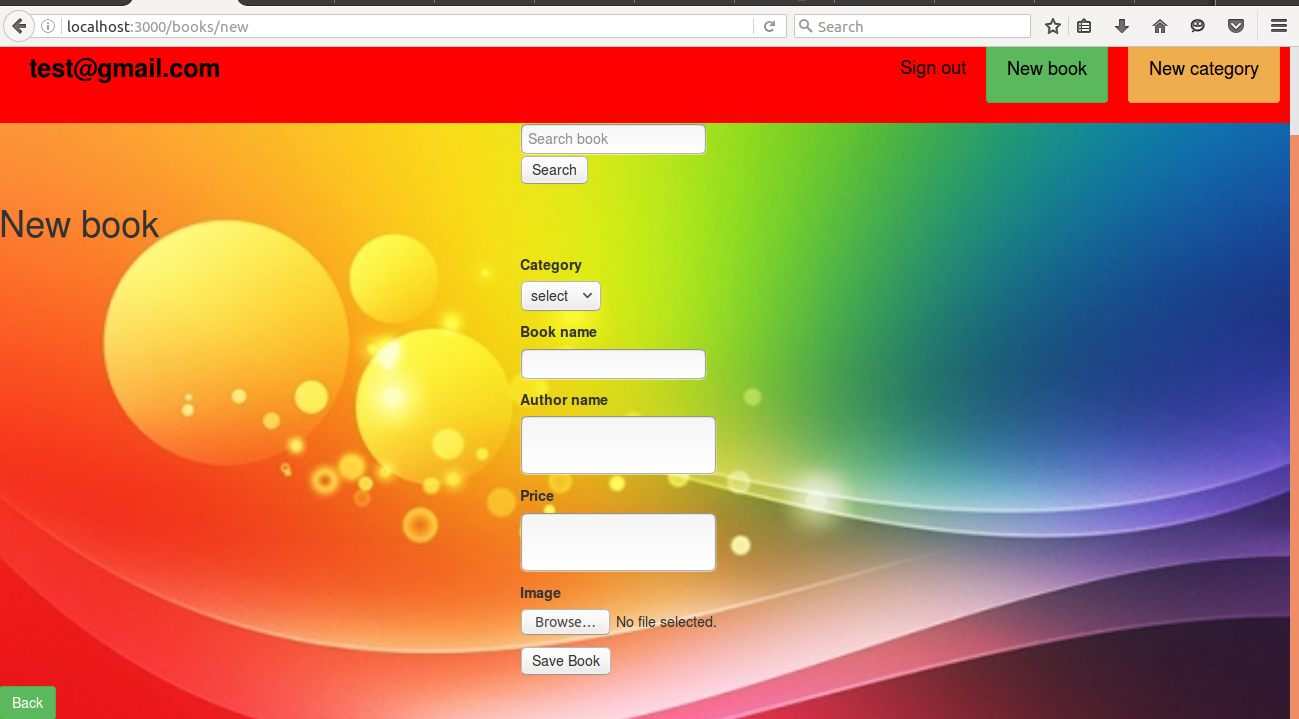 localhost:3000/books/new
Search
test@gmail.com
Sign out
New book
New category
Search book
Search
New book
Category
select
Book name
Author name
Price
Image
Browse... No file selected.
Save Book
Back